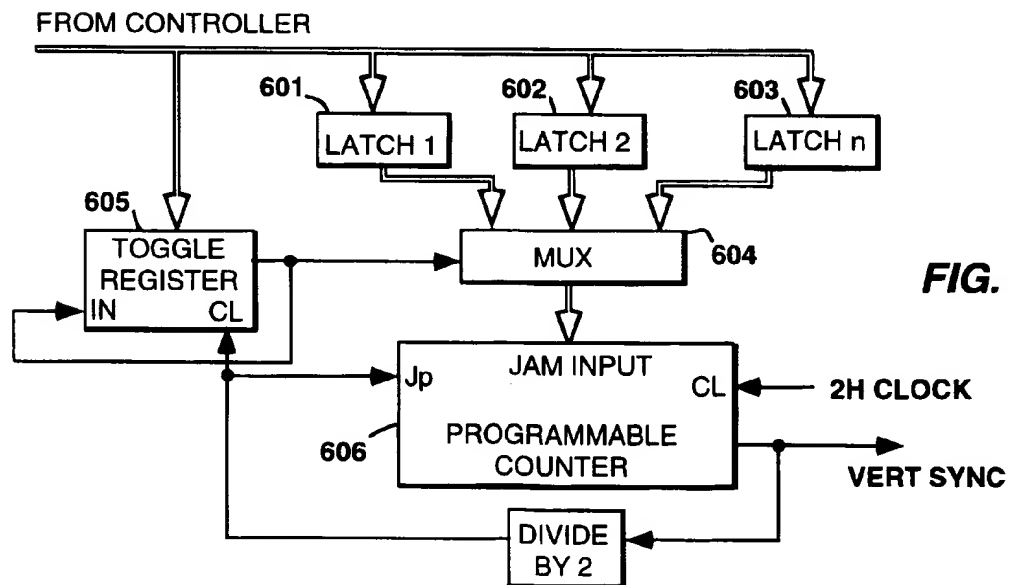 FROM CONTROLLER
601
602
603
LATCH 1
LATCH 2
LATCH n
605
TOGGLE
REGISTER
IN CL
MUX
604
FIG.
JAM INPUT
Jp
CL
2H CLOCK
606
PROGRAMMABLE
COUNTER
VERT SYNC
DIVIDE
BY 2